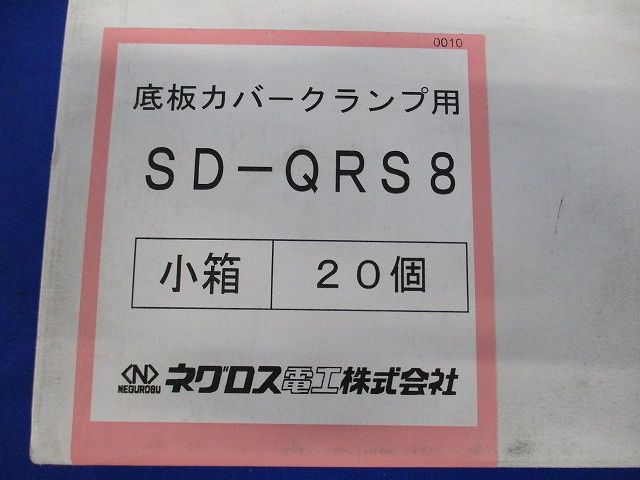 0010
底板カバークランプ用
SD-QRS8
小箱 20個
N
NEGUROSU ネグロス電工株式会社